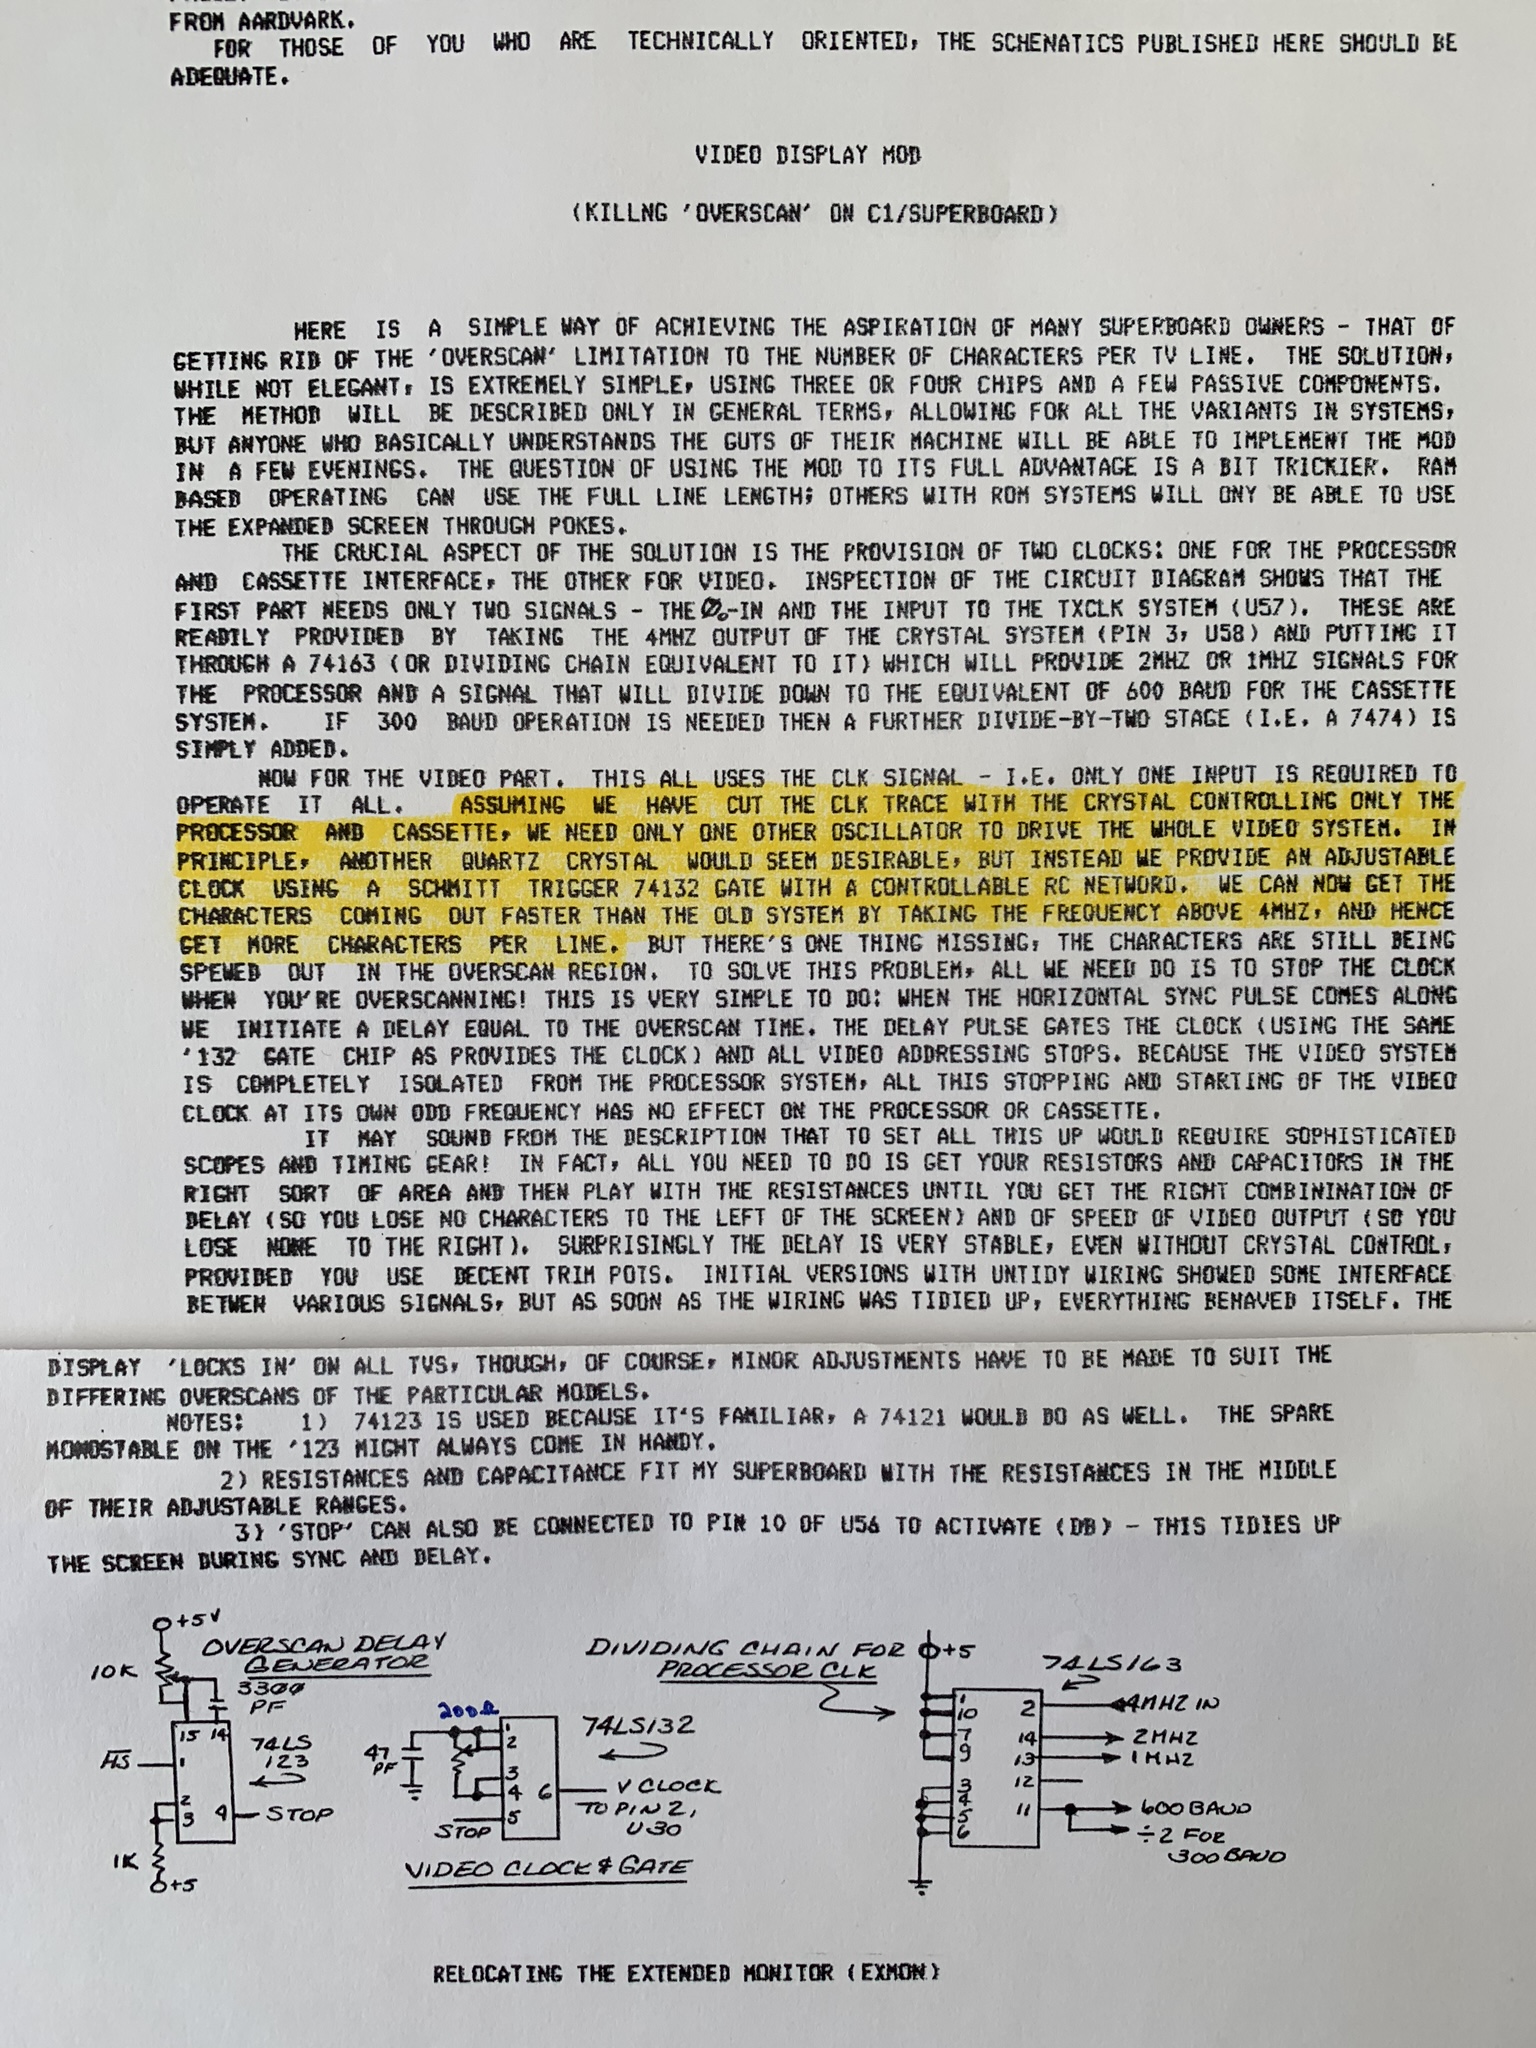 FROM AARDVARK.
FOR THOSE OF YOU WHO ARE TECHNICALLY ORIENTED, THE SCHENATICS PUBLISHED HERE SHOULD BE
ADEQUATE.
VIDEO DISPLAY MOD
(KILLNG 'OVERSCAN' ON C1/SUPERBOARD)
HERE IS A SIMPLE WAY OF ACHIEVING THE ASPIRATION OF MANY SUPERBOARD OWNERS - THAT OF
GETTING RID OF THE 'OVERSCAN' LIMITATION TO THE NUMBER OF CHARACTERS PER TV LINE. THE SOLUTION,
WHILE NOT ELEGANT, IS EXTREMELY SIMPLE, USING THREE OR FOUR CHIPS AND A FEW PASSIVE COMPONENTS.
THE METHOD WILL BE DESCRIBED ONLY IN GENERAL TERMS, ALLOWING FOR ALL THE VARIANTS IN SYSTEMS,
BUT ANYONE WHO BASICALLY UNDERSTANDS THE GUTS OF THEIR MACHINE WILL BE ABLE TO IMPLEMENT THE MOD
IN A FEW EVENINGS. THE QUESTION OF USING THE MOD TO ITS FULL ADVANTAGE IS A BIT TRICKIER. RAM
BASED OPERATING CAN USE THE FULL LINE LENGTH; OTHERS WITH ROM SYSTEMS WILL ONY BE ABLE TO USE
THE EXPANDED SCREEN THROUGH POKES.
THE CRUCIAL ASPECT OF THE SOLUTION IS THE PROVISION OF TWO CLOCKS: ONE FOR THE PROCESSOR
AND CASSETTE INTERFACE, THE OTHER FOR VIDEO. INSPECTION OF THE CIRCUIT DIAGRAM SHOWS THAT THE
FIRST PART NEEDS ONLY TWO SIGNALS - THE Ø₀-IN AND THE INPUT TO THE TXCLK SYSTEM (U57). THESE ARE
READILY PROVIDED BY TAKING THE 4MHZ OUTPUT OF THE CRYSTAL SYSTEM (PIN 3, U58) AND PUTTING IT
THROUGH A 74163 (OR DIVIDING CHAIN EQUIVALENT TO IT) WHICH WILL PROVIDE 2MHZ OR 1MHZ SIGNALS FOR
THE PROCESSOR AND A SIGNAL THAT WILL DIVIDE DOWN TO THE EQUIVALENT OF 600 BAUD FOR THE CASSETTE
SYSTEM. IF 300 BAUD OPERATION IS NEEDED THEN A FURTHER DIVIDE-BY-TWO STAGE (I.E. A 7474) IS
SIMPLY ADDED.
NOW FOR THE VIDEO PART. THIS ALL USES THE CLK SIGNAL - I.E. ONLY ONE INPUT IS REQUIRED TO
OPERATE IT ALL. ASSUMING WE HAVE CUT THE CLK TRACE WITH THE CRYSTAL CONTROLLING ONLY THE
PROCESSOR AND CASSETTE, WE NEED ONLY ONE OTHER OSCILLATOR TO DRIVE THE WHOLE VIDEO SYSTEM. IN
PRINCIPLE, ANOTHER QUARTZ CRYSTAL WOULD SEEM DESIRABLE, BUT INSTEAD WE PROVIDE AN ADJUSTABLE
CLOCK USING A SCHMITT TRIGGER 74132 GATE WITH A CONTROLLABLE RC NETWORD. WE CAN NOW GET THE
CHARACTERS COMING OUT FASTER THAN THE OLD SYSTEM BY TAKING THE FREQUENCY ABOVE 4MHZ, AND HENCE
GET MORE CHARACTERS PER LINE. BUT THERE'S ONE THING MISSING, THE CHARACTERS ARE STILL BEING
SPEWED OUT IN THE OVERSCAN REGION. TO SOLVE THIS PROBLEM, ALL WE NEED DO IS TO STOP THE CLOCK
WHEN YOU'RE OVERSCANNING! THIS IS VERY SIMPLE TO DO: WHEN THE HORIZONTAL SYNC PULSE COMES ALONG
WE INITIATE A DELAY EQUAL TO THE OVERSCAN TIME. THE DELAY PULSE GATES THE CLOCK (USING THE SAME
'132 GATE CHIP AS PROVIDES THE CLOCK) AND ALL VIDEO ADDRESSING STOPS. BECAUSE THE VIDEO SYSTEM
IS COMPLETELY ISOLATED FROM THE PROCESSOR SYSTEM, ALL THIS STOPPING AND STARTING OF THE VIDEO
CLOCK AT ITS OWN ODD FREQUENCY HAS NO EFFECT ON THE PROCESSOR OR CASSETTE.
IT MAY SOUND FROM THE DESCRIPTION THAT TO SET ALL THIS UP WOULD REQUIRE SOPHISTICATED
SCOPES AND TIMING GEAR! IN FACT, ALL YOU NEED TO DO IS GET YOUR RESISTORS AND CAPACITORS IN THE
RIGHT SORT OF AREA AND THEN PLAY WITH THE RESISTANCES UNTIL YOU GET THE RIGHT COMBININATION OF
DELAY (SO YOU LOSE NO CHARACTERS TO THE LEFT OF THE SCREEN) AND OF SPEED OF VIDEO OUTPUT (SO YOU
LOSE NONE TO THE RIGHT). SURPRISINGLY THE DELAY IS VERY STABLE, EVEN WITHOUT CRYSTAL CONTROL,
PROVIDED YOU USE DECENT TRIM POTS. INITIAL VERSIONS WITH UNTIDY WIRING SHOWED SOME INTERFACE
BETWEN VARIOUS SIGNALS, BUT AS SOON AS THE WIRING WAS TIDIED UP, EVERYTHING BEHAVED ITSELF. THE
DISPLAY 'LOCKS IN' ON ALL TVS, THOUGH, OF COURSE, MINOR ADJUSTMENTS HAVE TO BE MADE TO SUIT THE
DIFFERING OVERSCANS OF THE PARTICULAR MODELS.
NOTES: 1) 74123 IS USED BECAUSE IT'S FAMILIAR, A 74121 WOULD DO AS WELL. THE SPARE
MONOSTABLE ON THE '123 MIGHT ALWAYS COME IN HANDY.
2) RESISTANCES AND CAPACITANCE FIT MY SUPERBOARD WITH THE RESISTANCES IN THE MIDDLE
OF THEIR ADJUSTABLE RANGES.
3) 'STOP' CAN ALSO BE CONNECTED TO PIN 10 OF U56 TO ACTIVATE (DB) - THIS TIDIES UP
THE SCREEN DURING SYNC AND DELAY.
+5V
OVERSCAN DELAY
GENERATOR
10K
3300
PF
15 14
74LS
123
HS
1
2
3
4
STOP
1K
+5
200Ω
47
PF
1
2
3
4
5
6
74LS132
V CLOCK
TO PIN 2,
U30
STOP
VIDEO CLOCK & GATE
DIVIDING CHAIN FOR
PROCESSOR CLK
+5
74LS163
1
10
7
9
3
4
5
6
2
14
13
12
11
4MHZ IN
2MHZ
1MHZ
600 BAUD
÷2 FOR
300 BAUD
RELOCATING THE EXTENDED MONITOR (EXMON)